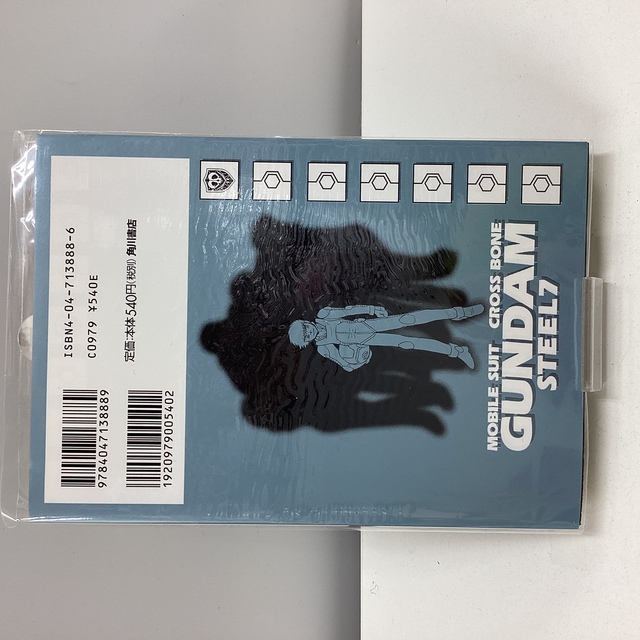 ISBN4-04-713888-6
C0979 ¥540E
定価:本体540円(税別) 角川書店
9784047138889
1920979005402
MOBILE SUIT CROSS BONE
GUNDAM
STEEL7